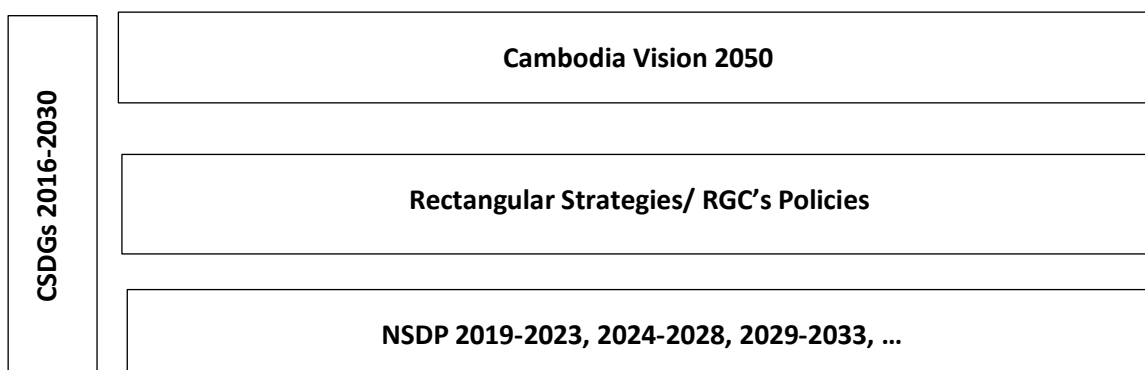 CSDGs 2016-2030
Cambodia Vision 2050
Rectangular Strategies/ RGC’s Policies
NSDP 2019-2023, 2024-2028, 2029-2033, …